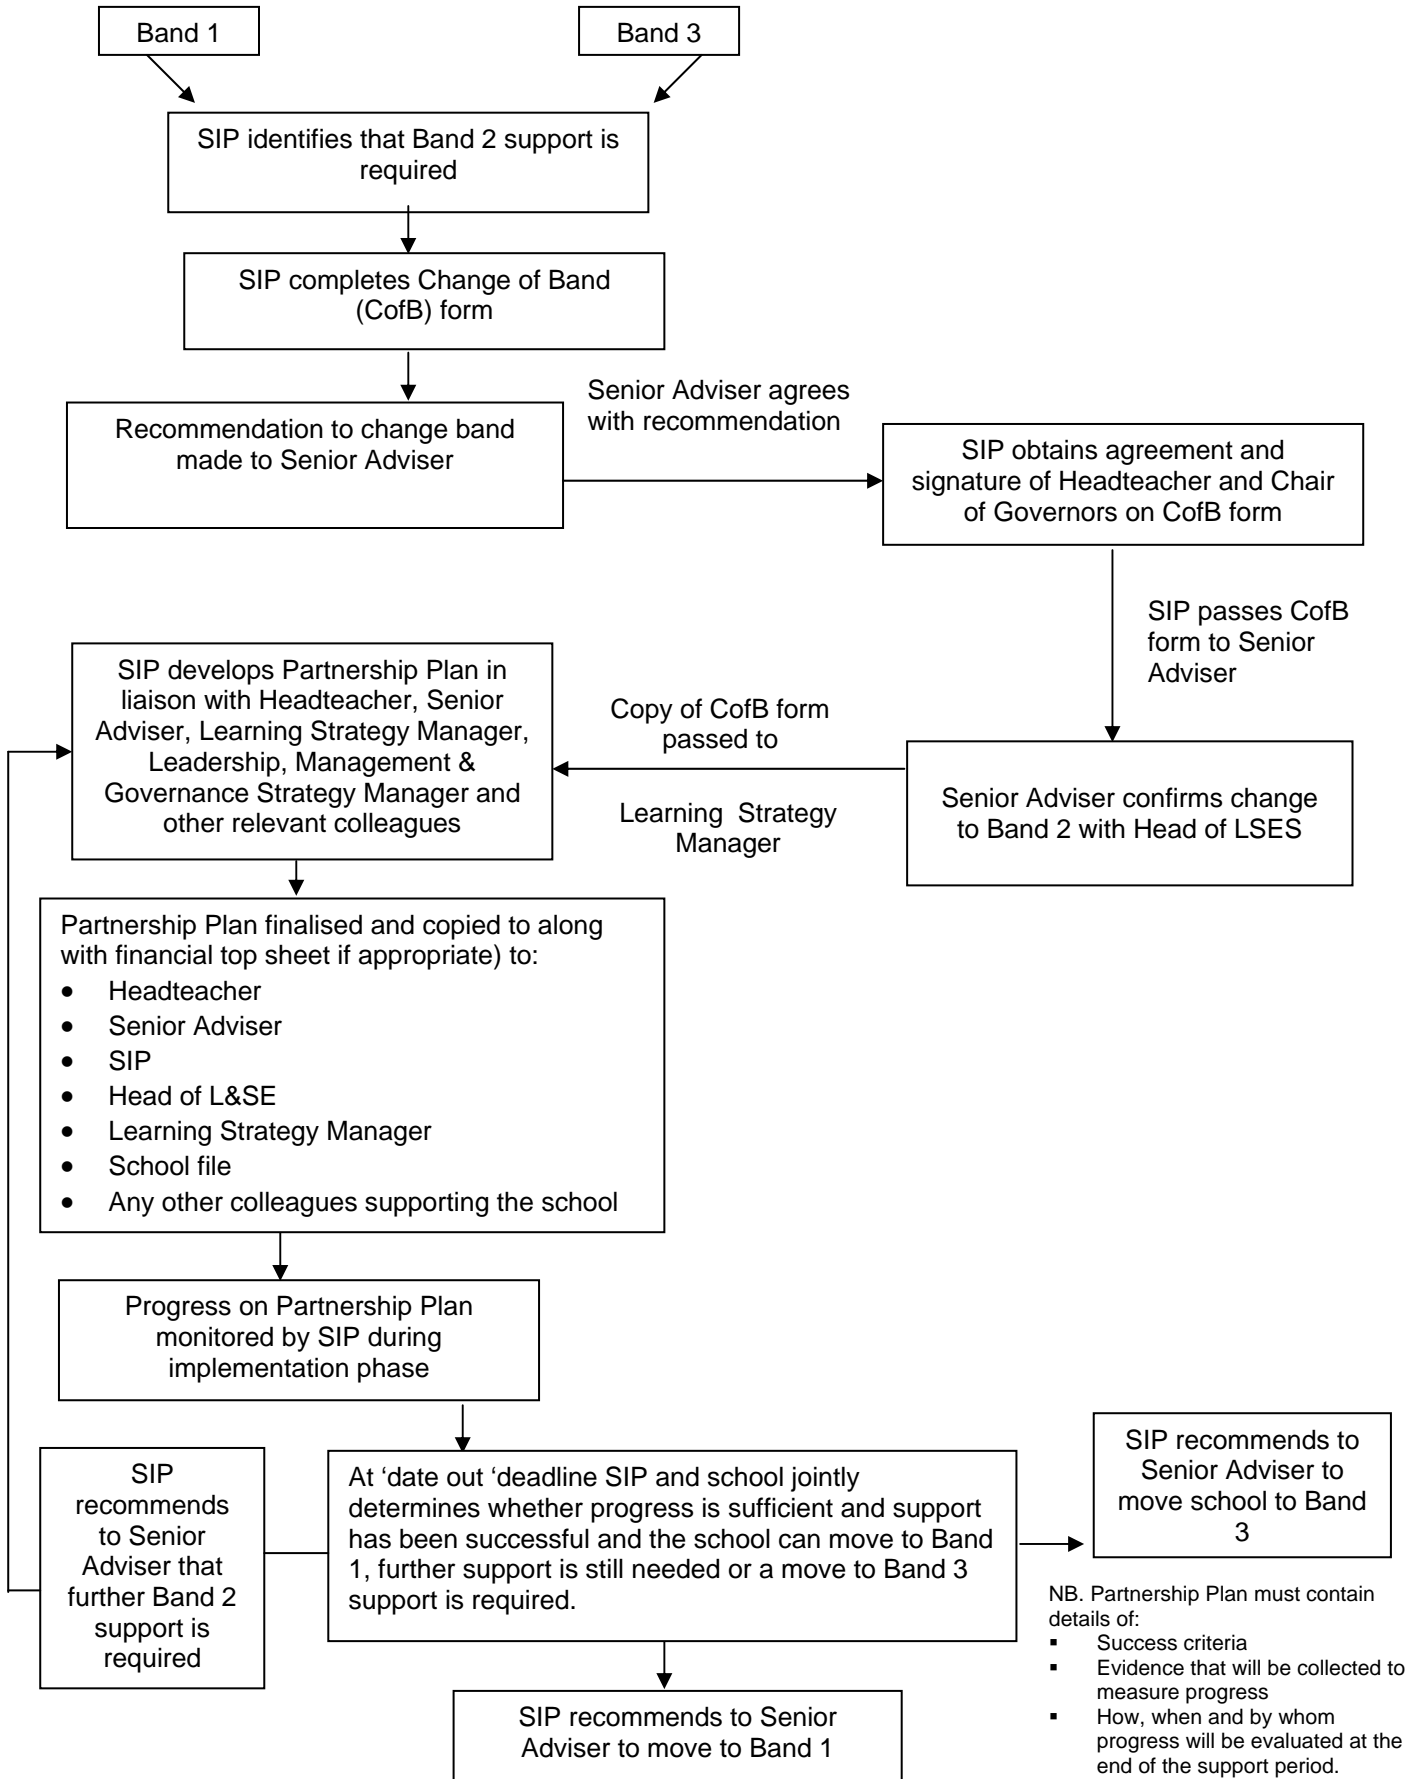 Band 1
Band 3
SIP identifies that Band 2 support is
required
SIP completes Change of Band
(CofB) form
Recommendation to change band
made to Senior Adviser
Senior Adviser agrees
with recommendation
SIP obtains agreement and
signature of Headteacher and Chair
of Governors on CofB form
SIP passes CofB
form to Senior
Adviser
Senior Adviser confirms change
to Band 2 with Head of LSES
Copy of CofB form
passed to
Learning Strategy
Manager
SIP develops Partnership Plan in
liaison with Headteacher, Senior
Adviser, Learning Strategy Manager,
Leadership, Management &
Governance Strategy Manager and
other relevant colleagues
Partnership Plan finalised and copied to along
with financial top sheet if appropriate) to:
• Headteacher
• Senior Adviser
• SIP
• Head of L&SE
• Learning Strategy Manager
• School file
• Any other colleagues supporting the school
Progress on Partnership Plan
monitored by SIP during
implementation phase
SIP
recommends
to Senior
Adviser that
further Band 2
support is
required
At ‘date out ‘deadline SIP and school jointly
determines whether progress is sufficient and support
has been successful and the school can move to Band
1, further support is still needed or a move to Band 3
support is required.
SIP recommends to
Senior Adviser to
move school to Band
3
SIP recommends to Senior
Adviser to move to Band 1
NB. Partnership Plan must contain
details of:
▪ Success criteria
▪ Evidence that will be collected to
measure progress
▪ How, when and by whom
progress will be evaluated at the
end of the support period.